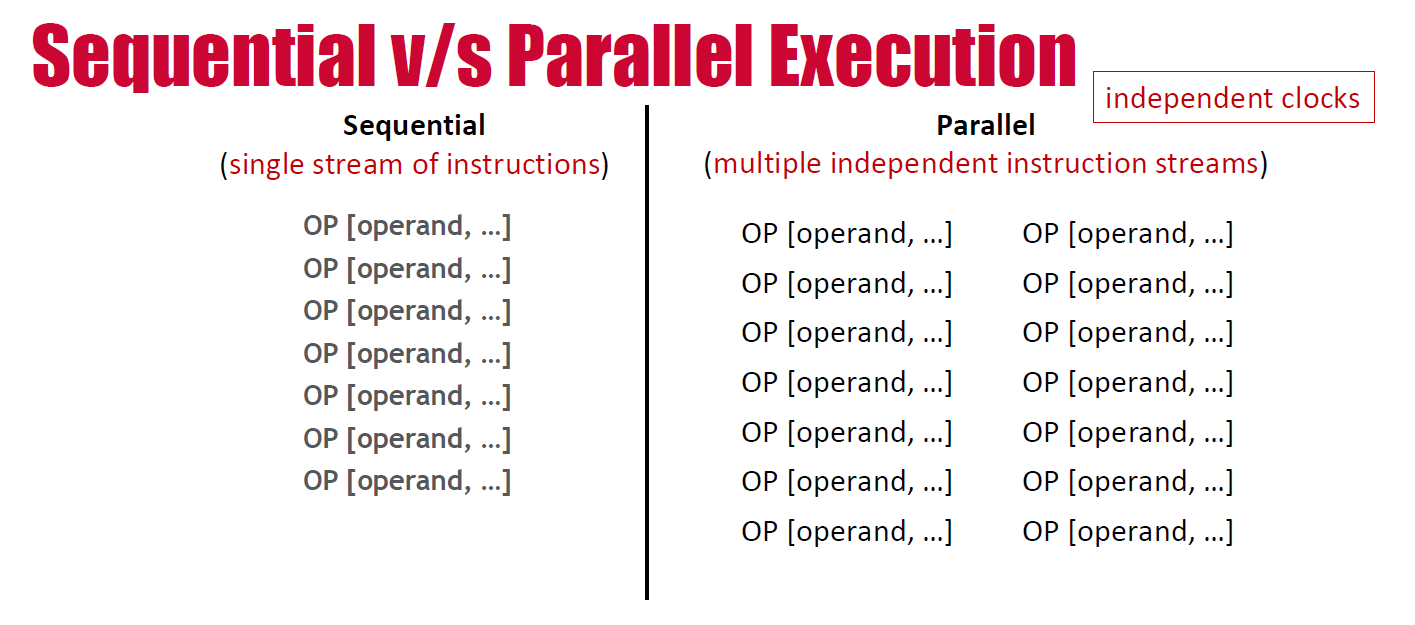 Sequential v/s Parallel Execution
independent clocks
Sequential
(single stream of instructions)
OP [operand, …]
OP [operand, …]
OP [operand, …]
OP [operand, …]
OP [operand, …]
OP [operand, …]
OP [operand, …]
Parallel
(multiple independent instruction streams)
OP [operand, …] OP [operand, …]
OP [operand, …] OP [operand, …]
OP [operand, …] OP [operand, …]
OP [operand, …] OP [operand, …]
OP [operand, …] OP [operand, …]
OP [operand, …] OP [operand, …]
OP [operand, …] OP [operand, …]